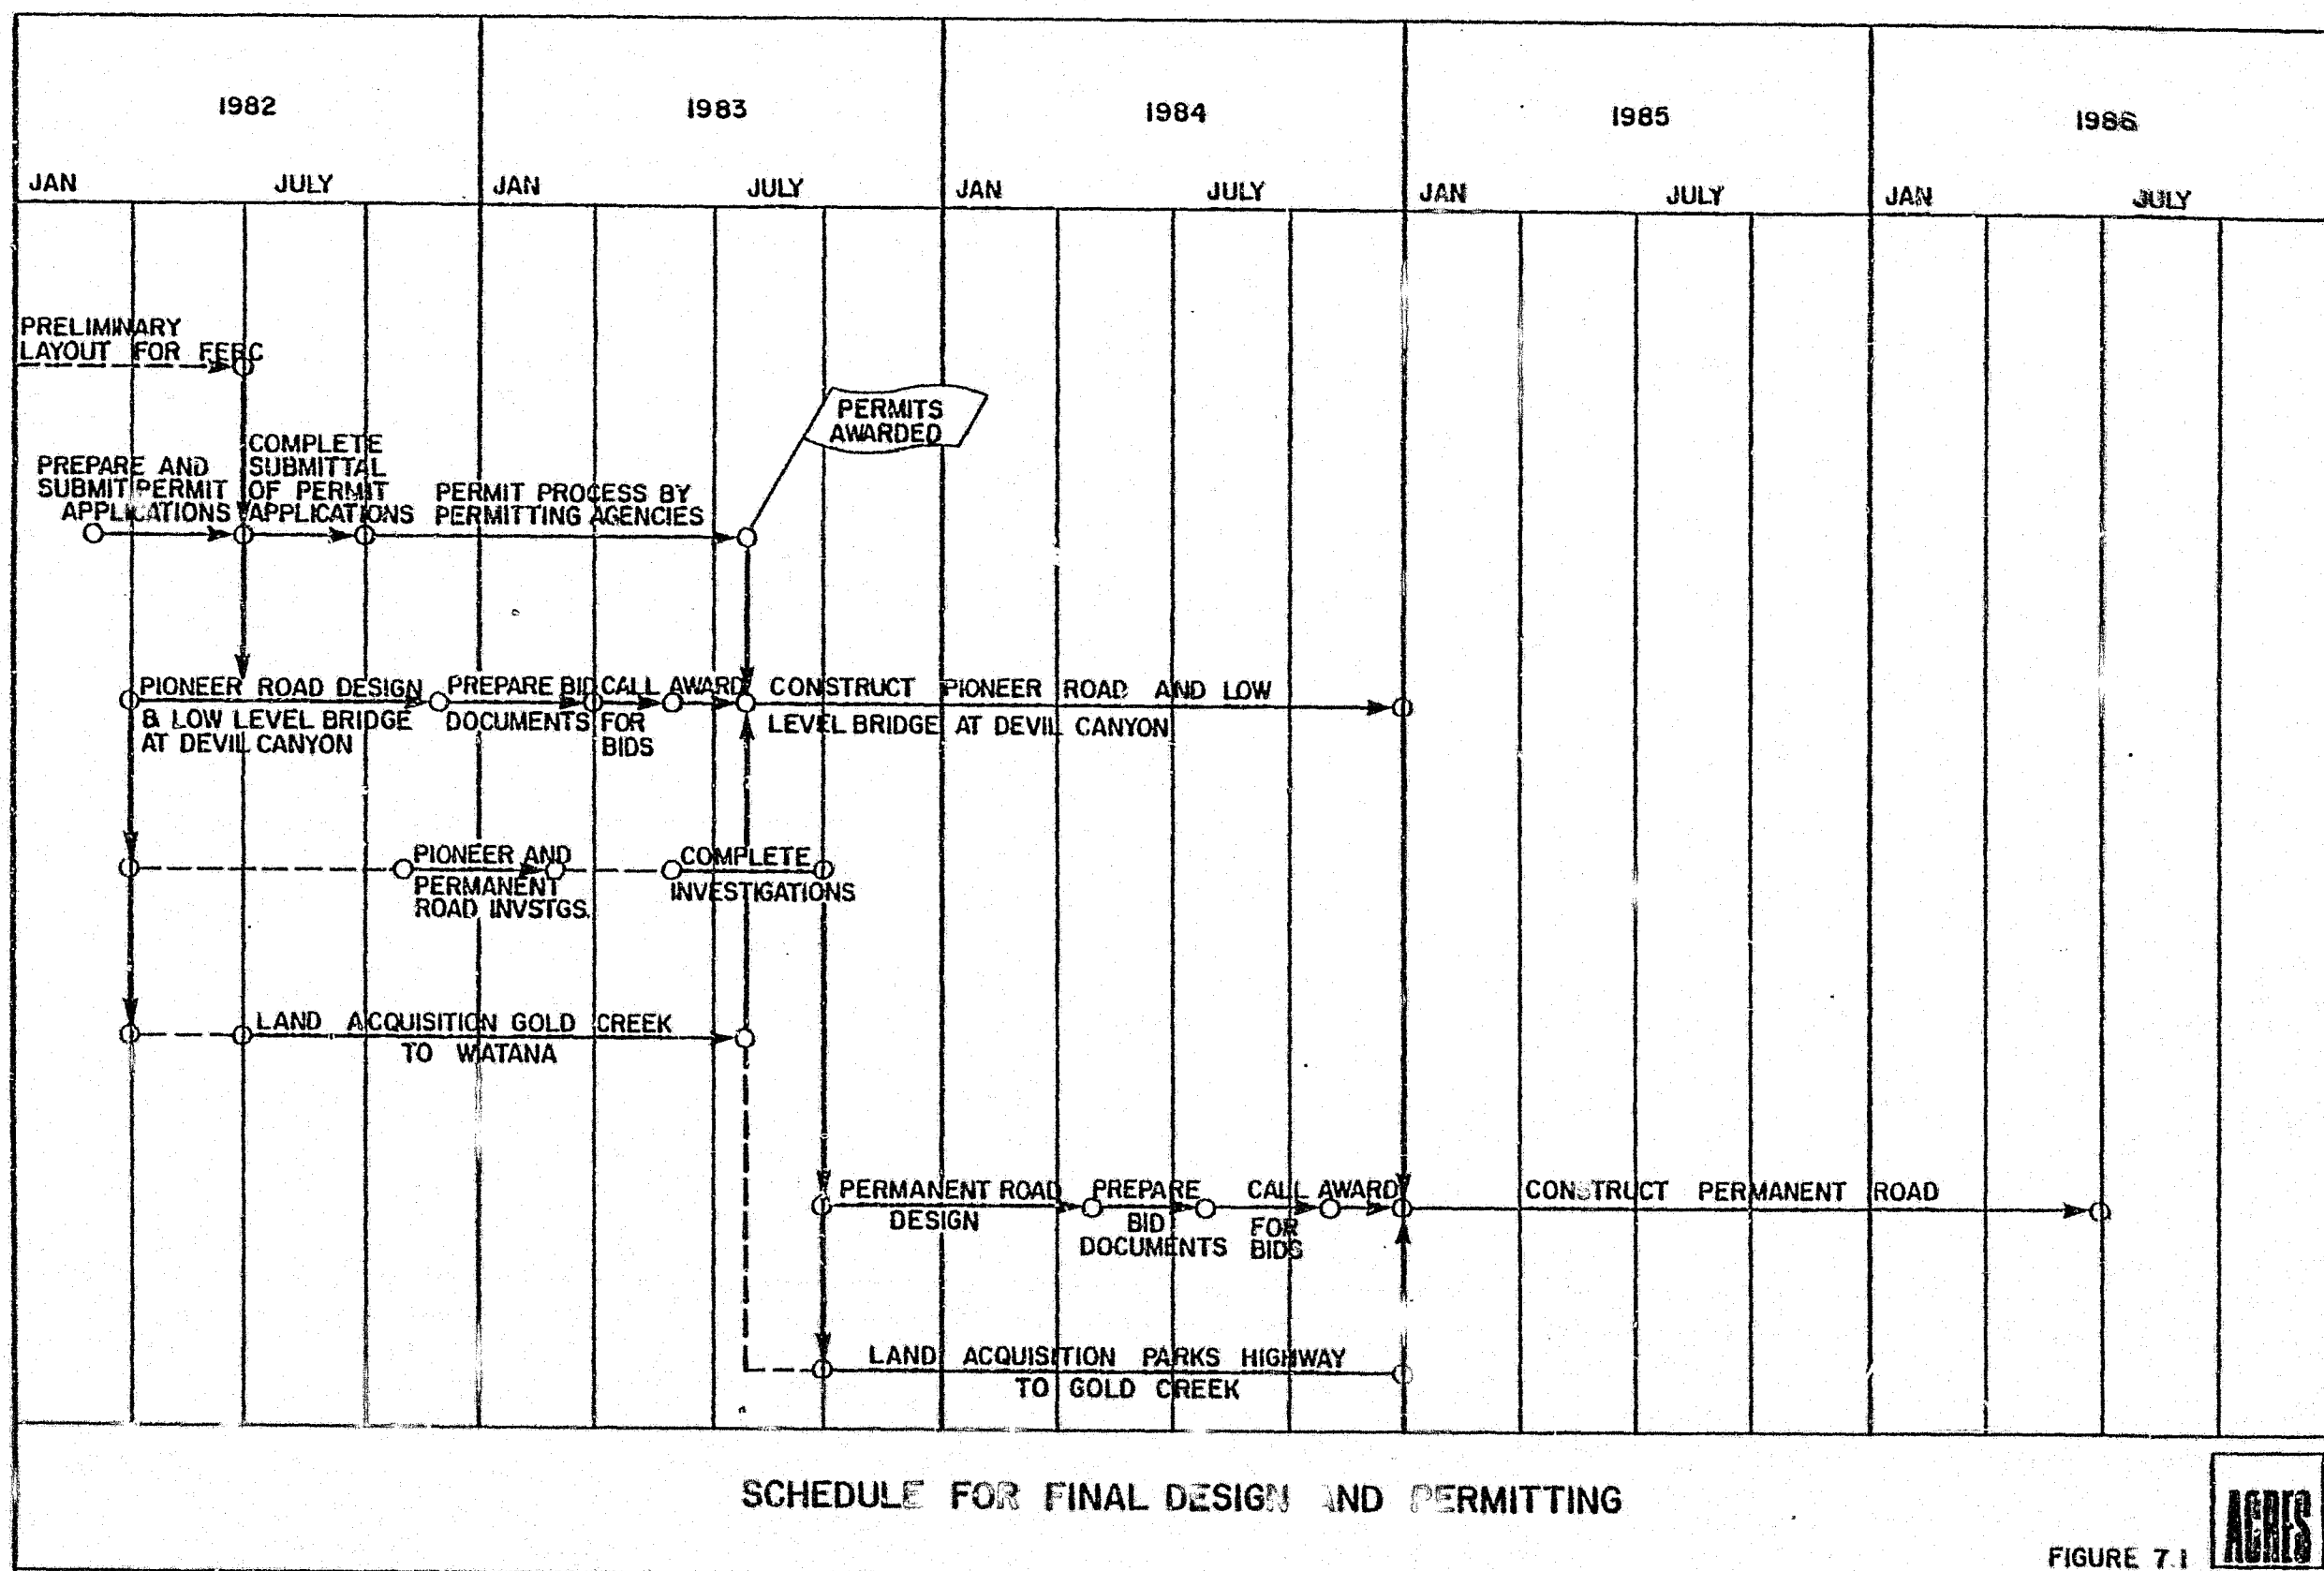 1982
1983
1984
1985
1986
JAN
JULY
JAN
JULY
JAN
JULY
JAN
JULY
JAN
JULY
PRELIMINARY
LAYOUT FOR FERC
PERMITS
AWARDED
PREPARE AND
SUBMIT PERMIT
APPLICATIONS
COMPLETE
SUBMITTAL
OF PERMIT
APPLICATIONS
PERMIT PROCESS BY
PERMITTING AGENCIES
PIONEER ROAD DESIGN
& LOW LEVEL BRIDGE
AT DEVIL CANYON
PREPARE BID
DOCUMENTS
CALL
FOR
BIDS
AWARD
CONSTRUCT PIONEER ROAD AND LOW
LEVEL BRIDGE AT DEVIL CANYON
PIONEER AND
PERMANENT
ROAD INVSTGS.
COMPLETE
INVESTIGATIONS
LAND ACQUISITION GOLD CREEK
TO WATANA
PERMANENT ROAD
DESIGN
PREPARE
BID
DOCUMENTS
CALL
FOR
BIDS
AWARD
CONSTRUCT PERMANENT ROAD
LAND ACQUISITION PARKS HIGHWAY
TO GOLD CREEK
SCHEDULE FOR FINAL DESIGN AND PERMITTING
FIGURE 7.1
ACRES